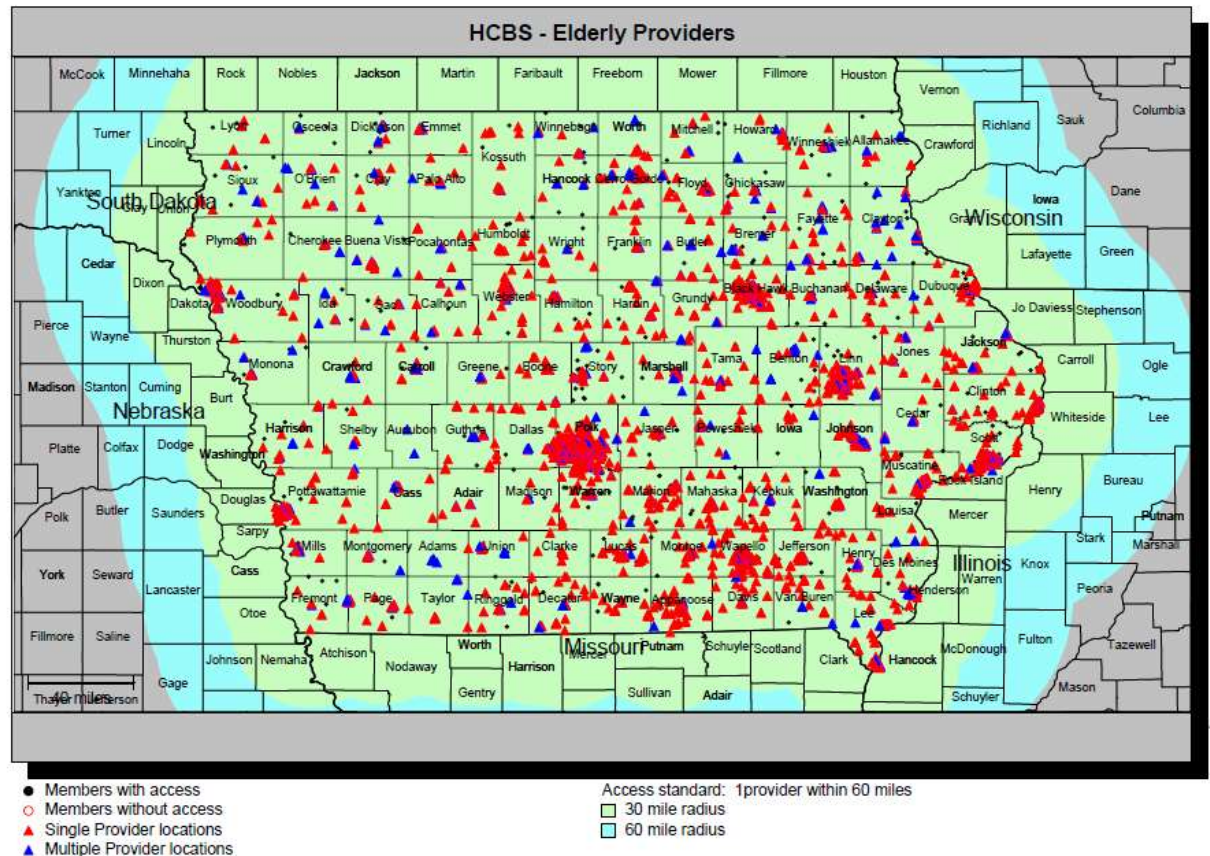 HCBS - Elderly Providers
McCook Minnehaha Rock Nobles Jackson Martin Faribault Freeborn Mower Fillmore Houston
Vernon
Columbia
Richland Sauk
Turner
Lincoln
Lyon Osceola Dickinson Emmet Winnebago Worth Mitchell Howard
Winneshiek Allamakee
Crawford
Kossuth
Yankton
Sioux O'Brien Clay Palo Alto Hancock Cerro Gordo Floyd Chickasaw
Dane
South Dakota
Clay Union
Iowa
Grant
Wisconsin
Fayette Clayton
Plymouth Cherokee Buena Vista Pocahontas Humboldt Wright Franklin Butler Bremer
Lafayette Green
Cedar
Dixon
Dakota Woodbury Ida Sac Calhoun Webster Hamilton Hardin Grundy Black Hawk Buchanan Delaware Dubuque
Jo Daviess Stephenson
Pierce
Wayne
Thurston
Monona Crawford Carroll Greene Boone Story Marshall Tama Benton Linn Jones Jackson
Carroll Ogle
Madison Stanton Cuming
Burt
Clinton
Nebraska
Cedar
Whiteside Lee
Harrison Shelby Audubon Guthrie Dallas Polk Jasper Poweshiek Iowa Johnson
Scott
Platte Colfax Dodge
Washington
Muscatine
Rock Island
Douglas
Pottawattamie Cass Adair Madison Warren Marion Mahaska Keokuk Washington
Henry Bureau
Polk Butler Saunders
Louisa
Mercer
Putnam
Sarpy
Mills Montgomery Adams Union Clarke Lucas Monroe Wapello Jefferson Henry
Stark
Marshall
Des Moines
Illinois
York Seward
Cass
Knox
Lancaster
Warren
Henderson
Peoria
Fremont Page Taylor Ringgold Decatur Wayne Appanoose Davis Van Buren
Otoe
Lee
Fillmore Saline
Fulton
Tazewell
Missouri
Johnson Nemaha Atchison Nodaway Worth Harrison Mercer Putnam Schuyler Scotland Clark Hancock McDonough
Gage
Mason
40 miles
Thayer Jefferson
Gentry Sullivan Adair Schuyler
Members with access
Members without access
Single Provider locations
Multiple Provider locations
Access standard: 1provider within 60 miles
30 mile radius
60 mile radius